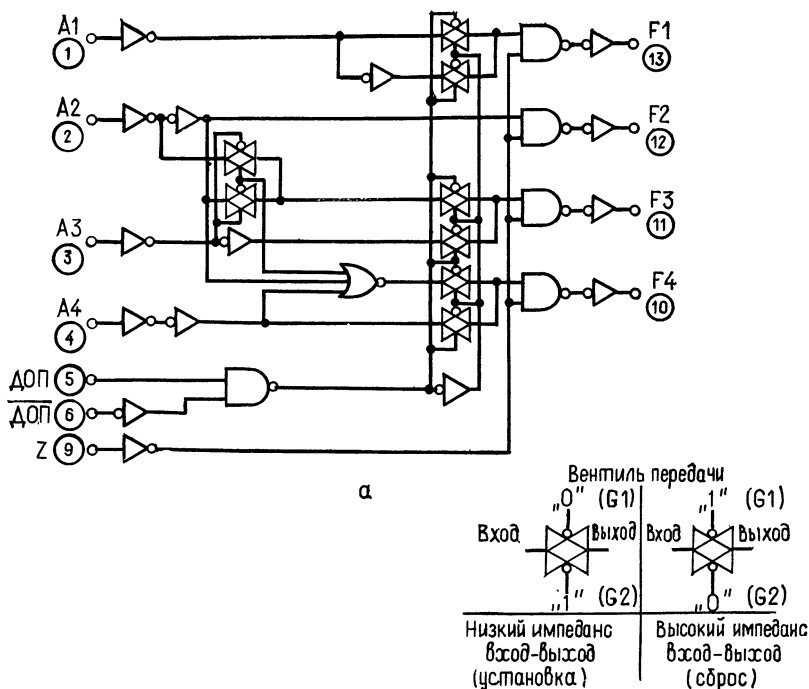 A1
1
F1
13
A2
2
F2
12
F3
11
A3
3
F4
10
A4
4
ДОП 5
ДОП 6
Z 9
а
Вентиль передачи
„0” (G1)
„1” (G1)
Вход
выход
Вход
выход
„1” (G2)
„0” (G2)
Низкий импеданс
вход-выход
(установка)
Высокий импеданс
вход-выход
(сброс)